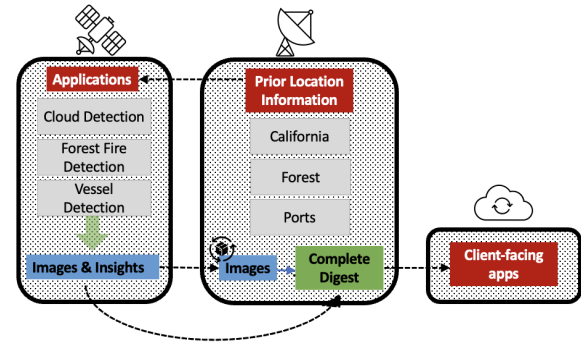 Applications
Cloud Detection
Forest Fire
Detection
Vessel
Detection
Images & Insights
Prior Location
Information
California
Forest
Ports
Images
Complete
Digest
Client-facing
apps